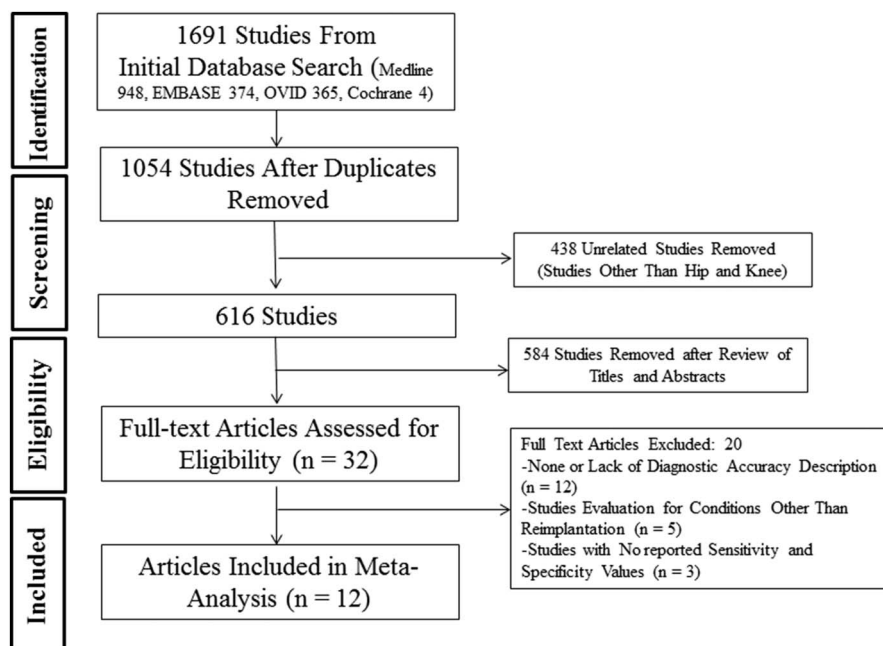 Identification
1691 Studies From
Initial Database Search (Medline
948, EMBASE 374, OVID 365, Cochrane 4)
1054 Studies After Duplicates
Removed
Screening
438 Unrelated Studies Removed
(Studies Other Than Hip and Knee)
616 Studies
Eligibility
584 Studies Removed after Review of
Titles and Abstracts
Full-text Articles Assessed for
Eligibility (n = 32)
Full Text Articles Excluded: 20
-None or Lack of Diagnostic Accuracy Description
(n = 12)
-Studies Evaluation for Conditions Other Than
Reimplantation (n = 5)
-Studies with No reported Sensitivity and
Specificity Values (n = 3)
Included
Articles Included in Meta-
Analysis (n = 12)